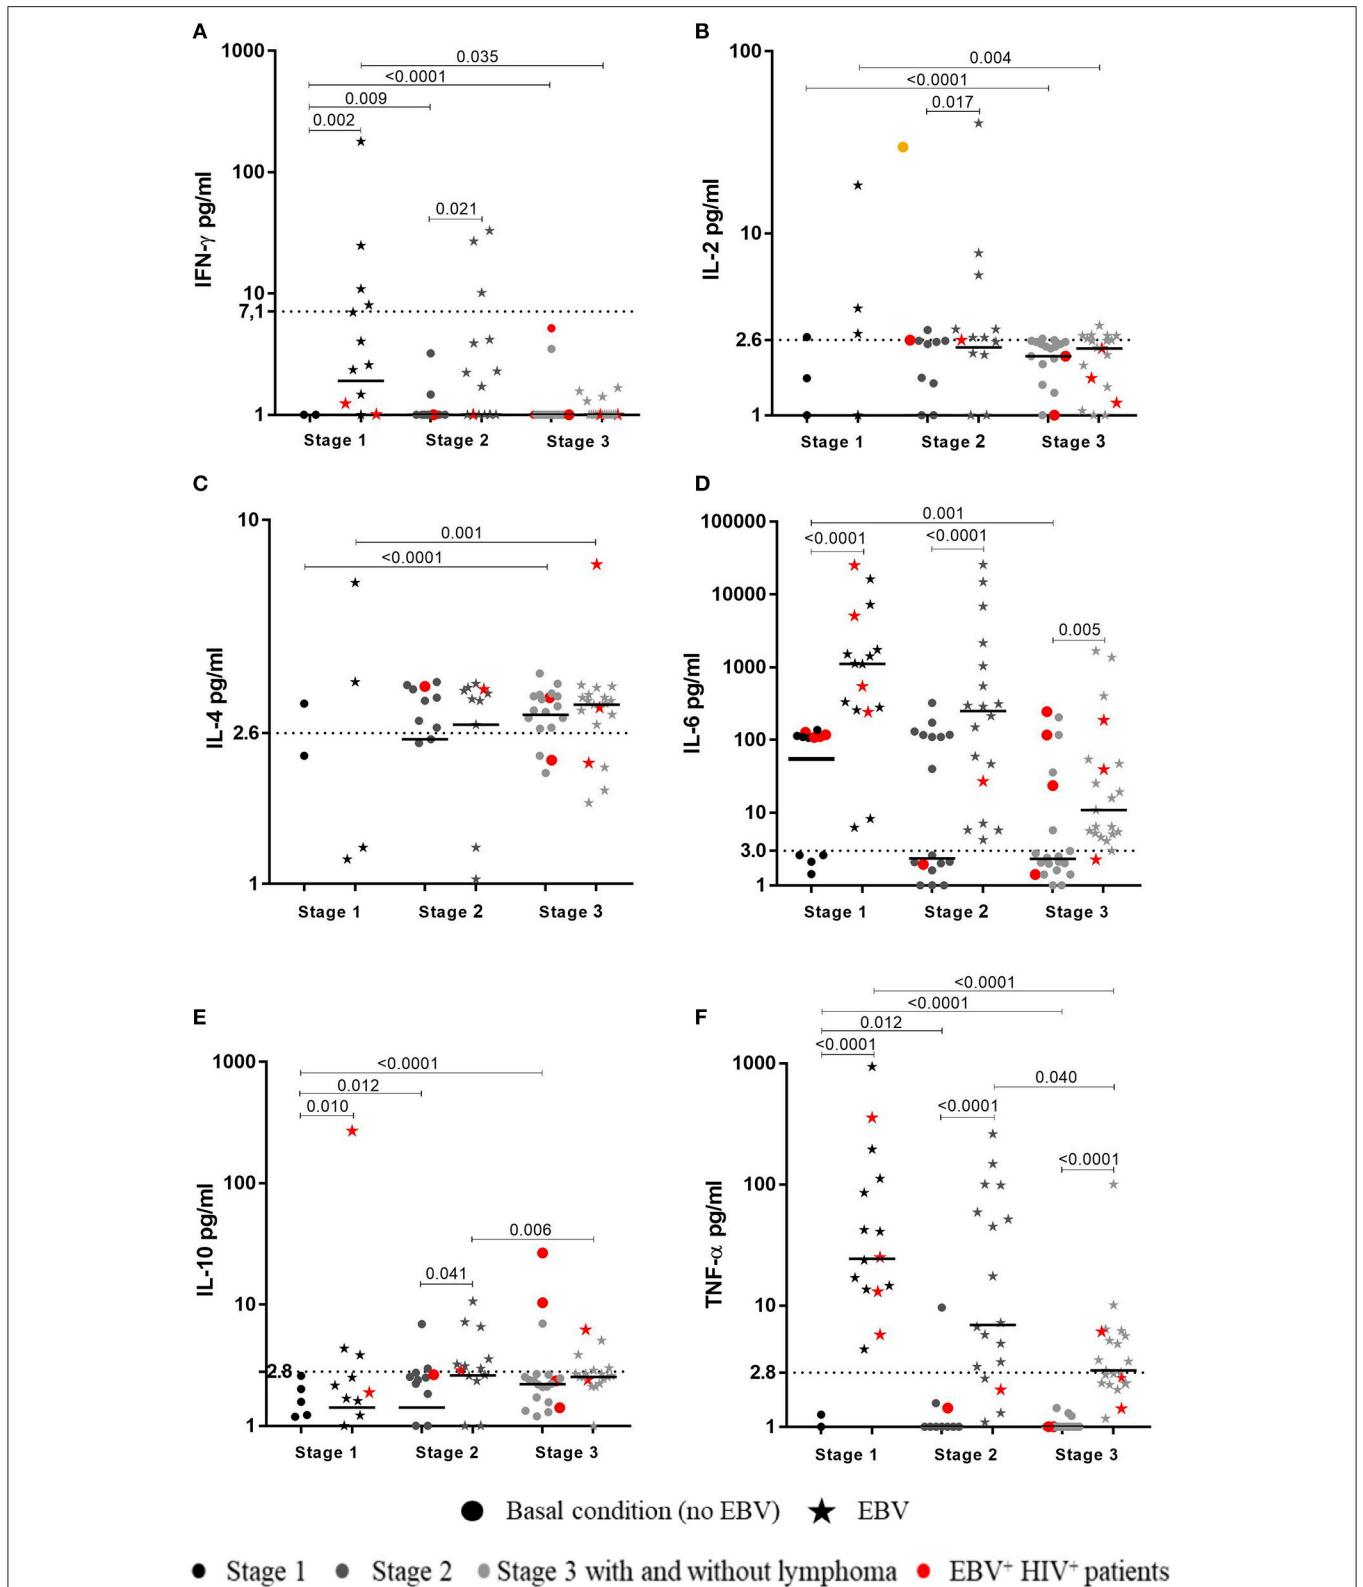 A
IFN-γ pg/ml
1000
100
10
7,1
1
0.035
<0.0001
0.009
0.002
0.021
Stage 1
Stage 2
Stage 3
B
IL-2 pg/ml
100
10
2.6
1
0.004
<0.0001
0.017
Stage 1
Stage 2
Stage 3
C
IL-4 pg/ml
10
2.6
1
0.001
<0.0001
Stage 1
Stage 2
Stage 3
D
IL-6 pg/ml
100000
10000
1000
100
10
3.0
1
0.001
<0.0001
<0.0001
0.005
Stage 1
Stage 2
Stage 3
E
IL-10 pg/ml
1000
100
10
2.8
1
<0.0001
0.012
0.010
0.006
0.041
Stage 1
Stage 2
Stage 3
F
TNF-α pg/ml
1000
100
10
2.8
1
<0.0001
<0.0001
0.012
<0.0001
0.040
<0.0001
<0.0001
Stage 1
Stage 2
Stage 3
Basal condition (no EBV) EBV
Stage 1 Stage 2 Stage 3 with and without lymphoma EBV⁺ HIV⁺ patients